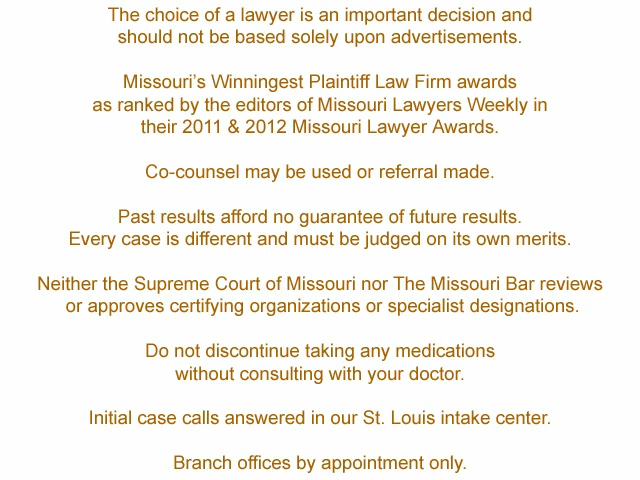 The choice of a lawyer is an important decision and
should not be based solely upon advertisements.
Missouri's Winningest Plaintiff Law Firm awards
as ranked by the editors of Missouri Lawyers Weekly in
their 2011 & 2012 Missouri Lawyer Awards.
Co-counsel may be used or referral made.
Past results afford no guarantee of future results.
Every case is different and must be judged on its own merits.
Neither the Supreme Court of Missouri nor The Missouri Bar reviews
or approves certifying organizations or specialist designations.
Do not discontinue taking any medications
without consulting with your doctor.
Initial case calls answered in our St. Louis intake center.
Branch offices by appointment only.